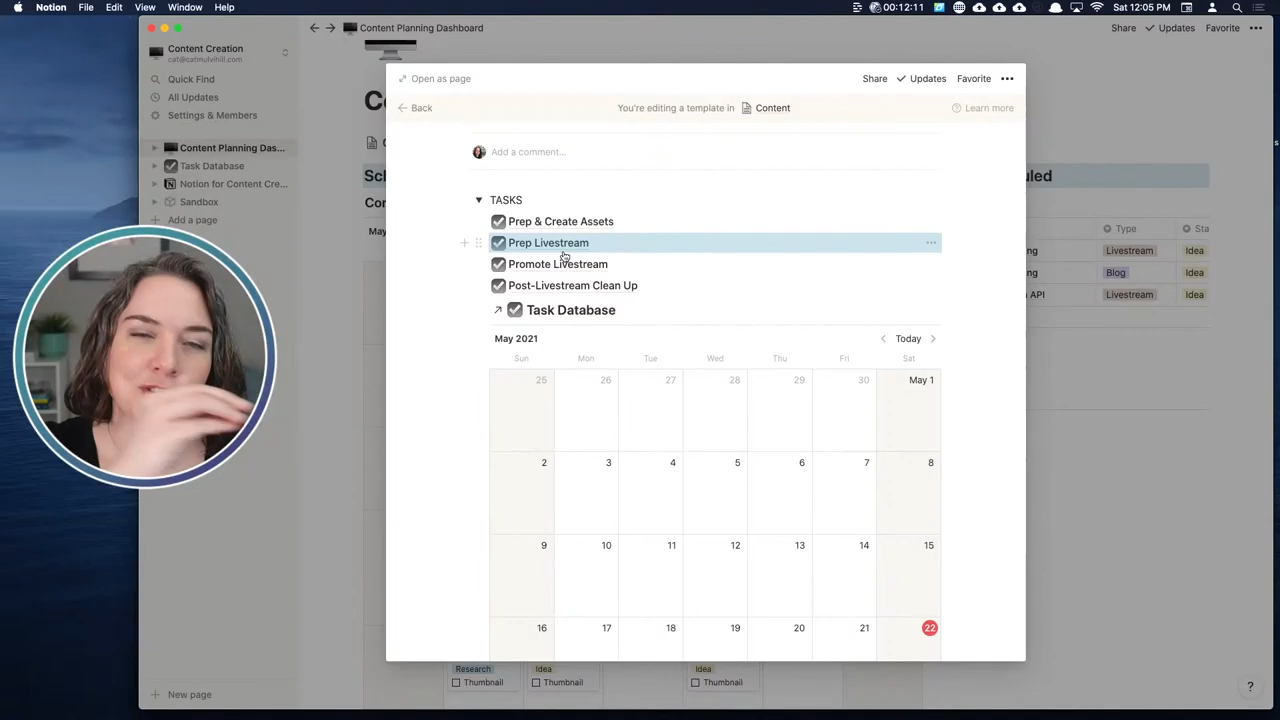 Notion File Edit View Window Help
00:12:11 Sat 12:05 PM
Content Planning Dashboard
Share Updates Favorite
Content Creation
cat@catmulvihill.com
Quick Find
All Updates
Settings & Members
Content Planning Das...
Task Database
Notion for Content Cre...
Sandbox
Add a page
New page
Open as page
Share Updates Favorite
Back
You're editing a template in Content
Learn more
Add a comment...
TASKS
Prep & Create Assets
Prep Livestream
Promote Livestream
Post-Livestream Clean Up
Task Database
May 2021
Today
Sun Mon Tue Wed Thu Fri Sat
25 26 27 28 29 30 May 1
2 3 4 5 6 7 8
9 10 11 12 13 14 15
16 17 18 19 20 21 22
Type
Livestream Idea
Blog Idea
API Livestream Idea
Research Idea Idea
Thumbnail Thumbnail Thumbnail
?